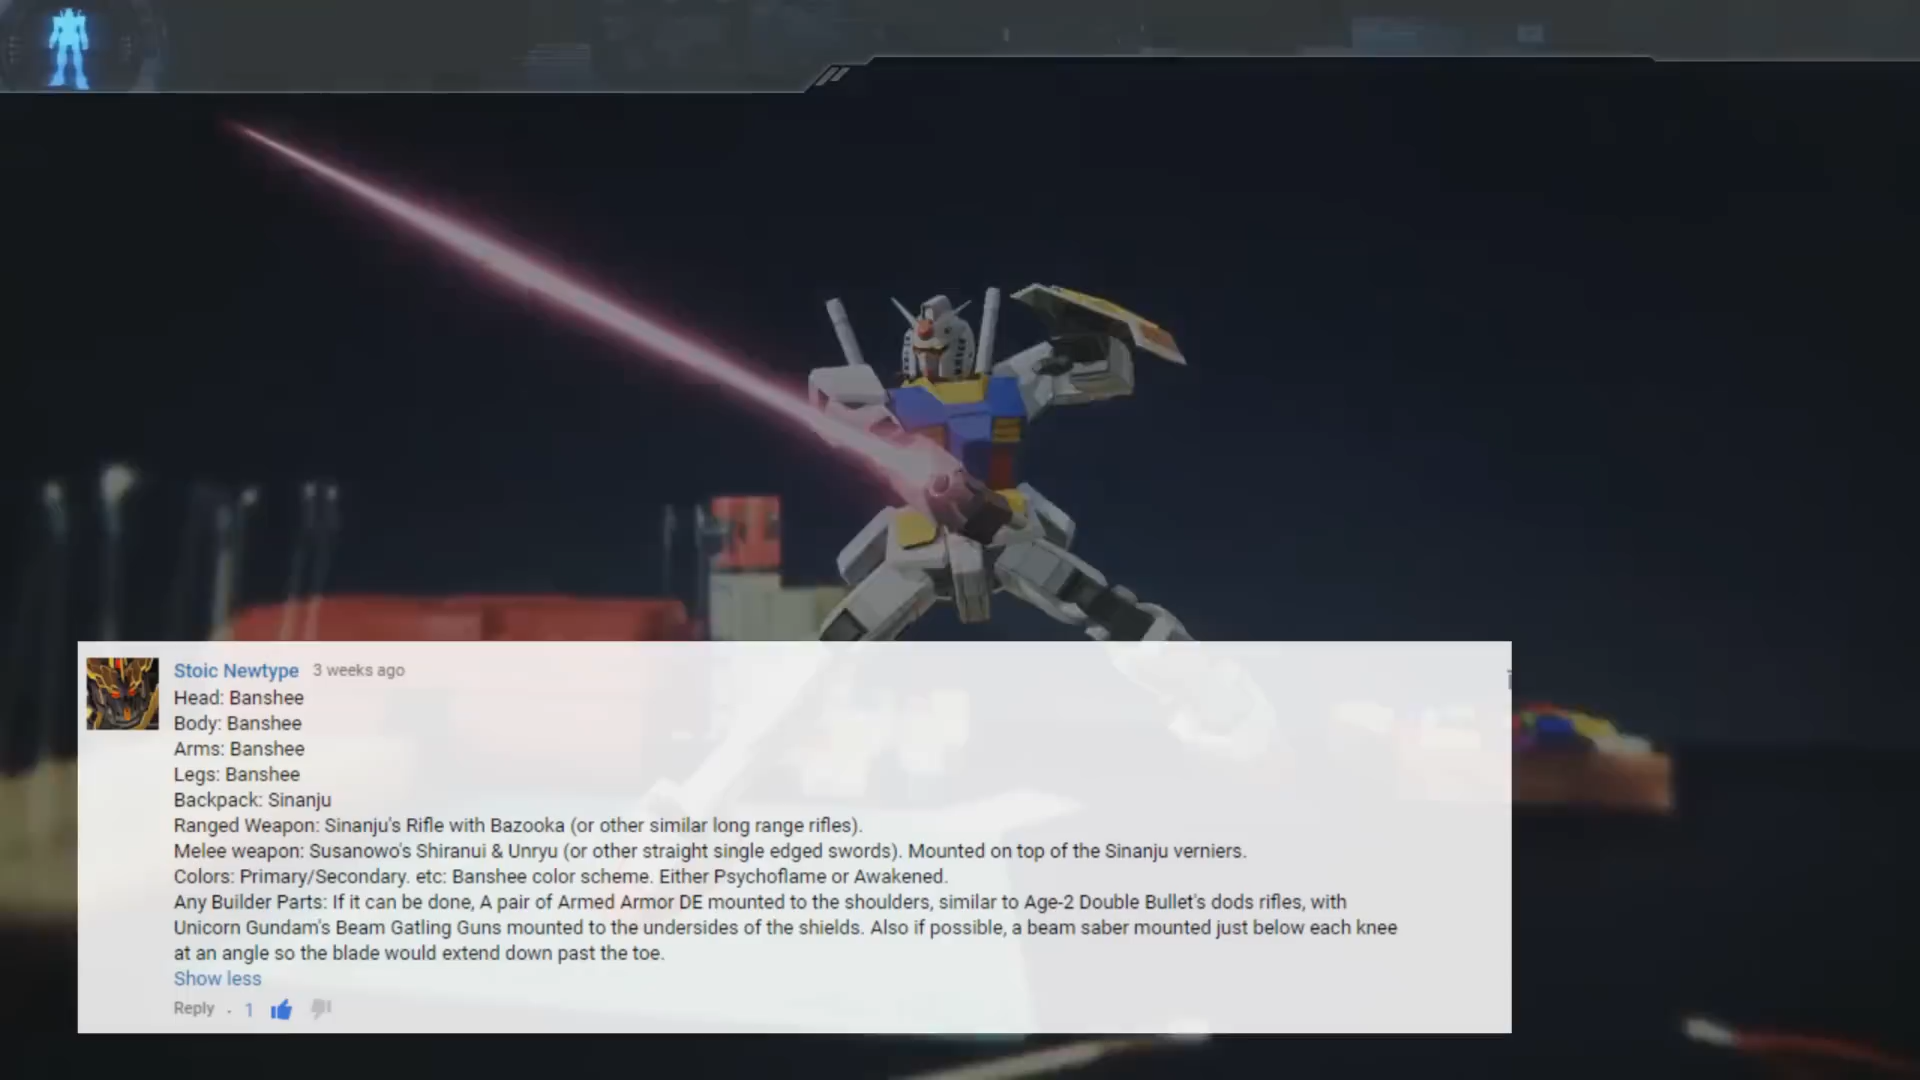 Stoic Newtype 3 weeks ago
Head: Banshee
Body: Banshee
Arms: Banshee
Legs: Banshee
Backpack: Sinanju
Ranged Weapon: Sinanju's Rifle with Bazooka (or other similar long range rifles).
Melee weapon: Susanowo's Shiranui & Unryu (or other straight single edged swords). Mounted on top of the Sinanju verniers.
Colors: Primary/Secondary. etc: Banshee color scheme. Either Psychoflame or Awakened.
Any Builder Parts: If it can be done, A pair of Armed Armor DE mounted to the shoulders, similar to Age-2 Double Bullet's dods rifles, with
Unicorn Gundam's Beam Gatling Guns mounted to the undersides of the shields. Also if possible, a beam saber mounted just below each knee
at an angle so the blade would extend down past the toe.
Show less
Reply · 1